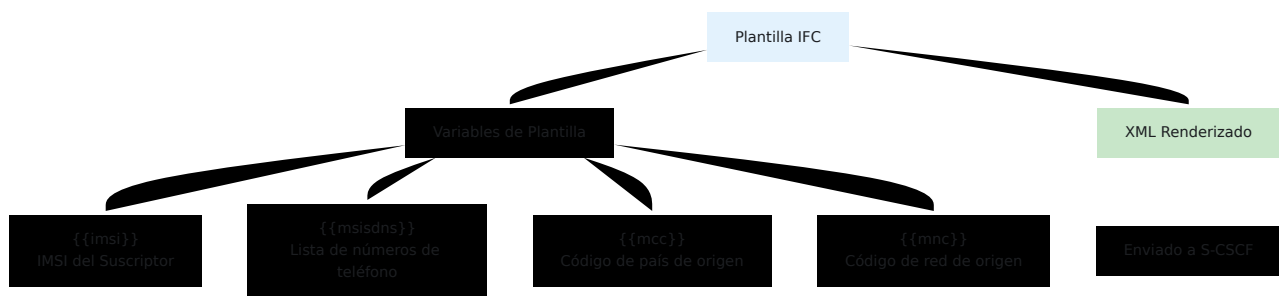 Plantilla IFC
Variables de Plantilla
XML Renderizado
{{imsi}}
IMSI del Suscriptor
{{msisdns}}
Lista de números de
teléfono
{{mcc}}
Código de país de origen
{{mnc}}
Código de red de origen
Enviado a S-CSCF